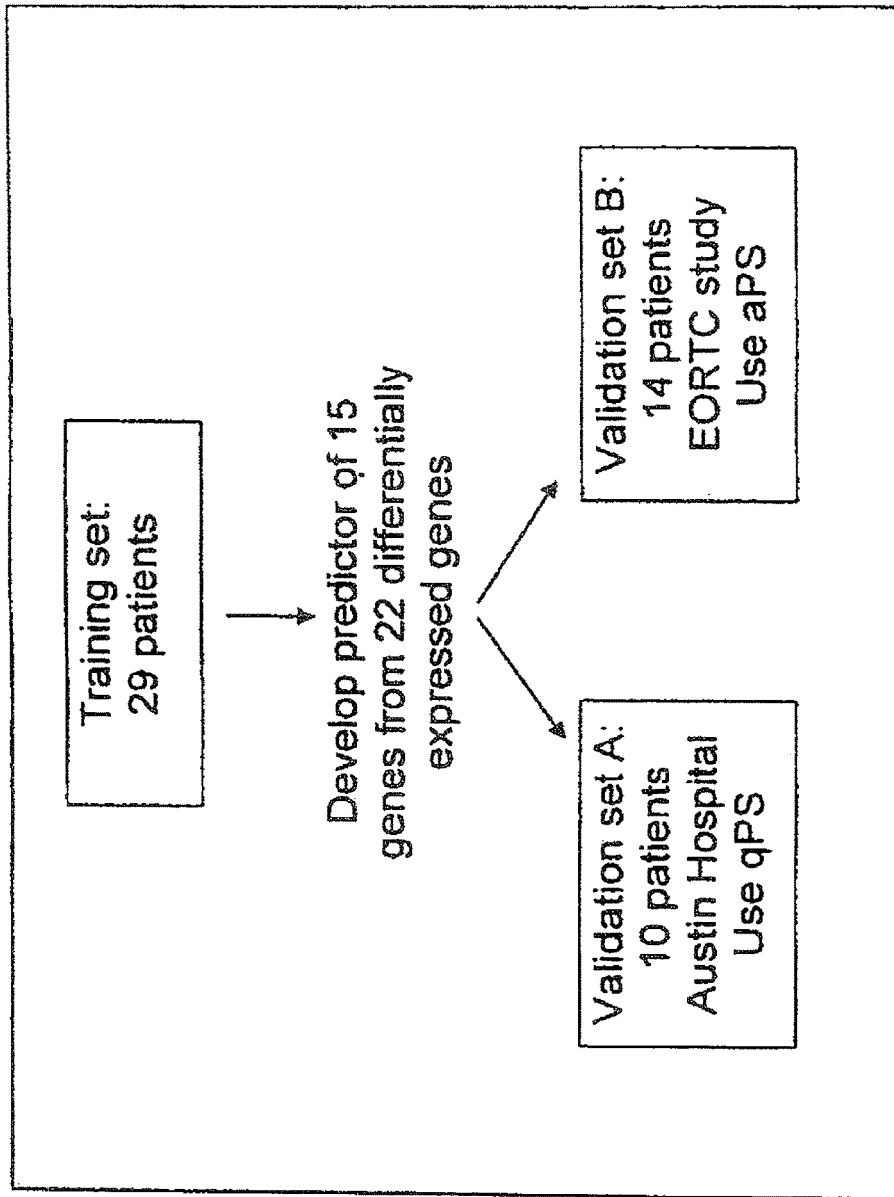 Training set:
29 patients
Develop predictor of 15
genes from 22 differentially
expressed genes
Validation set A:
10 patients
Austin Hospital
Use qPS
Validation set B:
14 patients
EORTC study
Use aPS